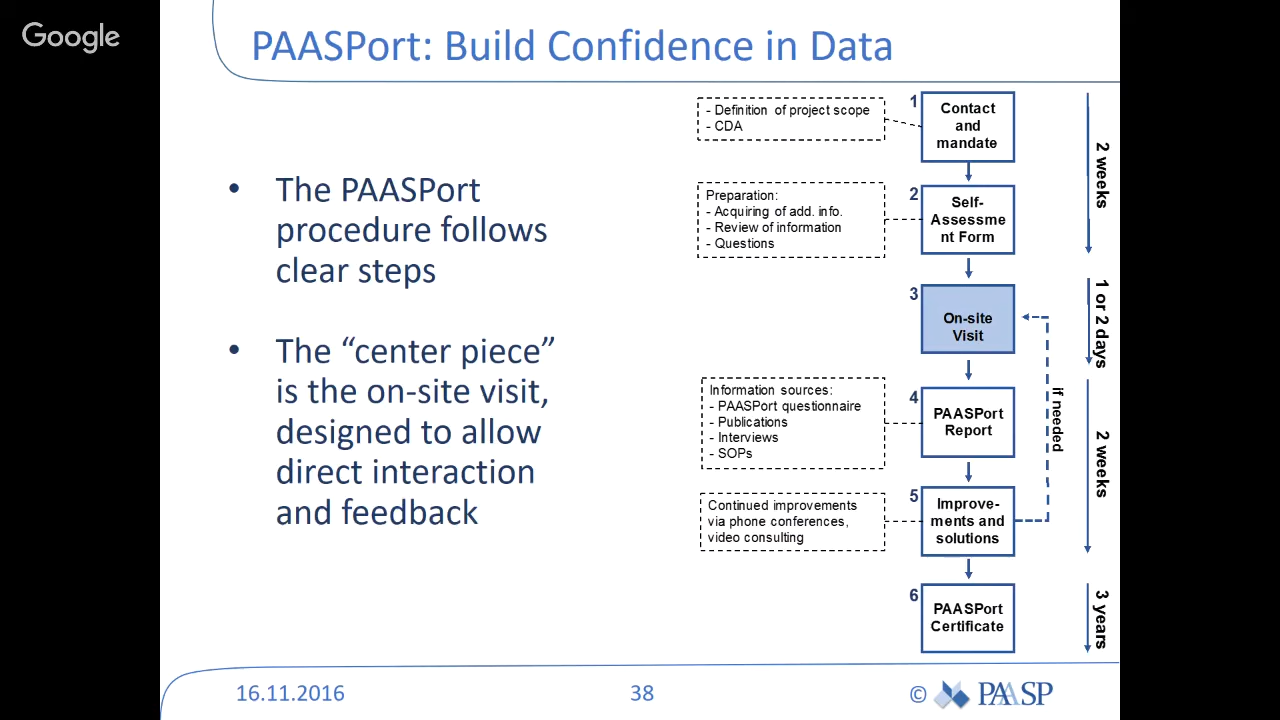 Google
PAASPort: Build Confidence in Data
• The PAASPort
procedure follows
clear steps
• The “center piece”
is the on-site visit,
designed to allow
direct interaction
and feedback
- Definition of project scope
- CDA
1
Contact
and
mandate
Preparation:
- Acquiring of add. info.
- Review of information
- Questions
2
Self-
Assessme
nt Form
2 weeks
3
On-site
Visit
1 or 2 days
Information sources:
- PAASPort questionnaire
- Publications
- Interviews
- SOPs
4
PAASPort
Report
if needed
Continued improvements
via phone conferences,
video consulting
5
Improve-
ments and
solutions
2 weeks
6
PAASPort
Certificate
3 years
16.11.2016
38
© PAASP